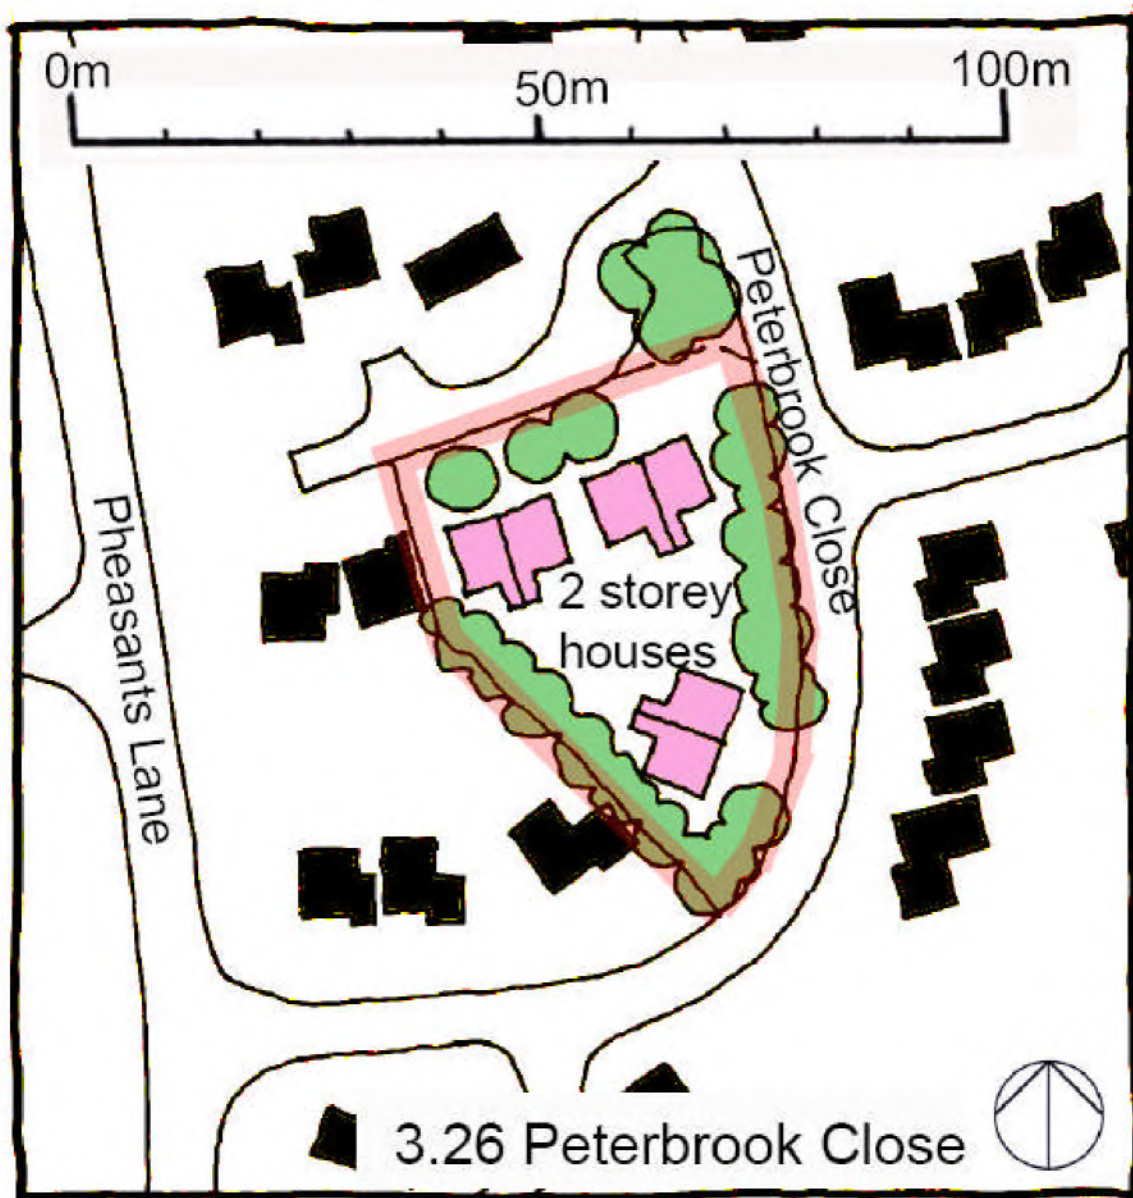 0m
50m
100m
Peterbrook Close
Pheasants Lane
2 storey
houses
3.26 Peterbrook Close